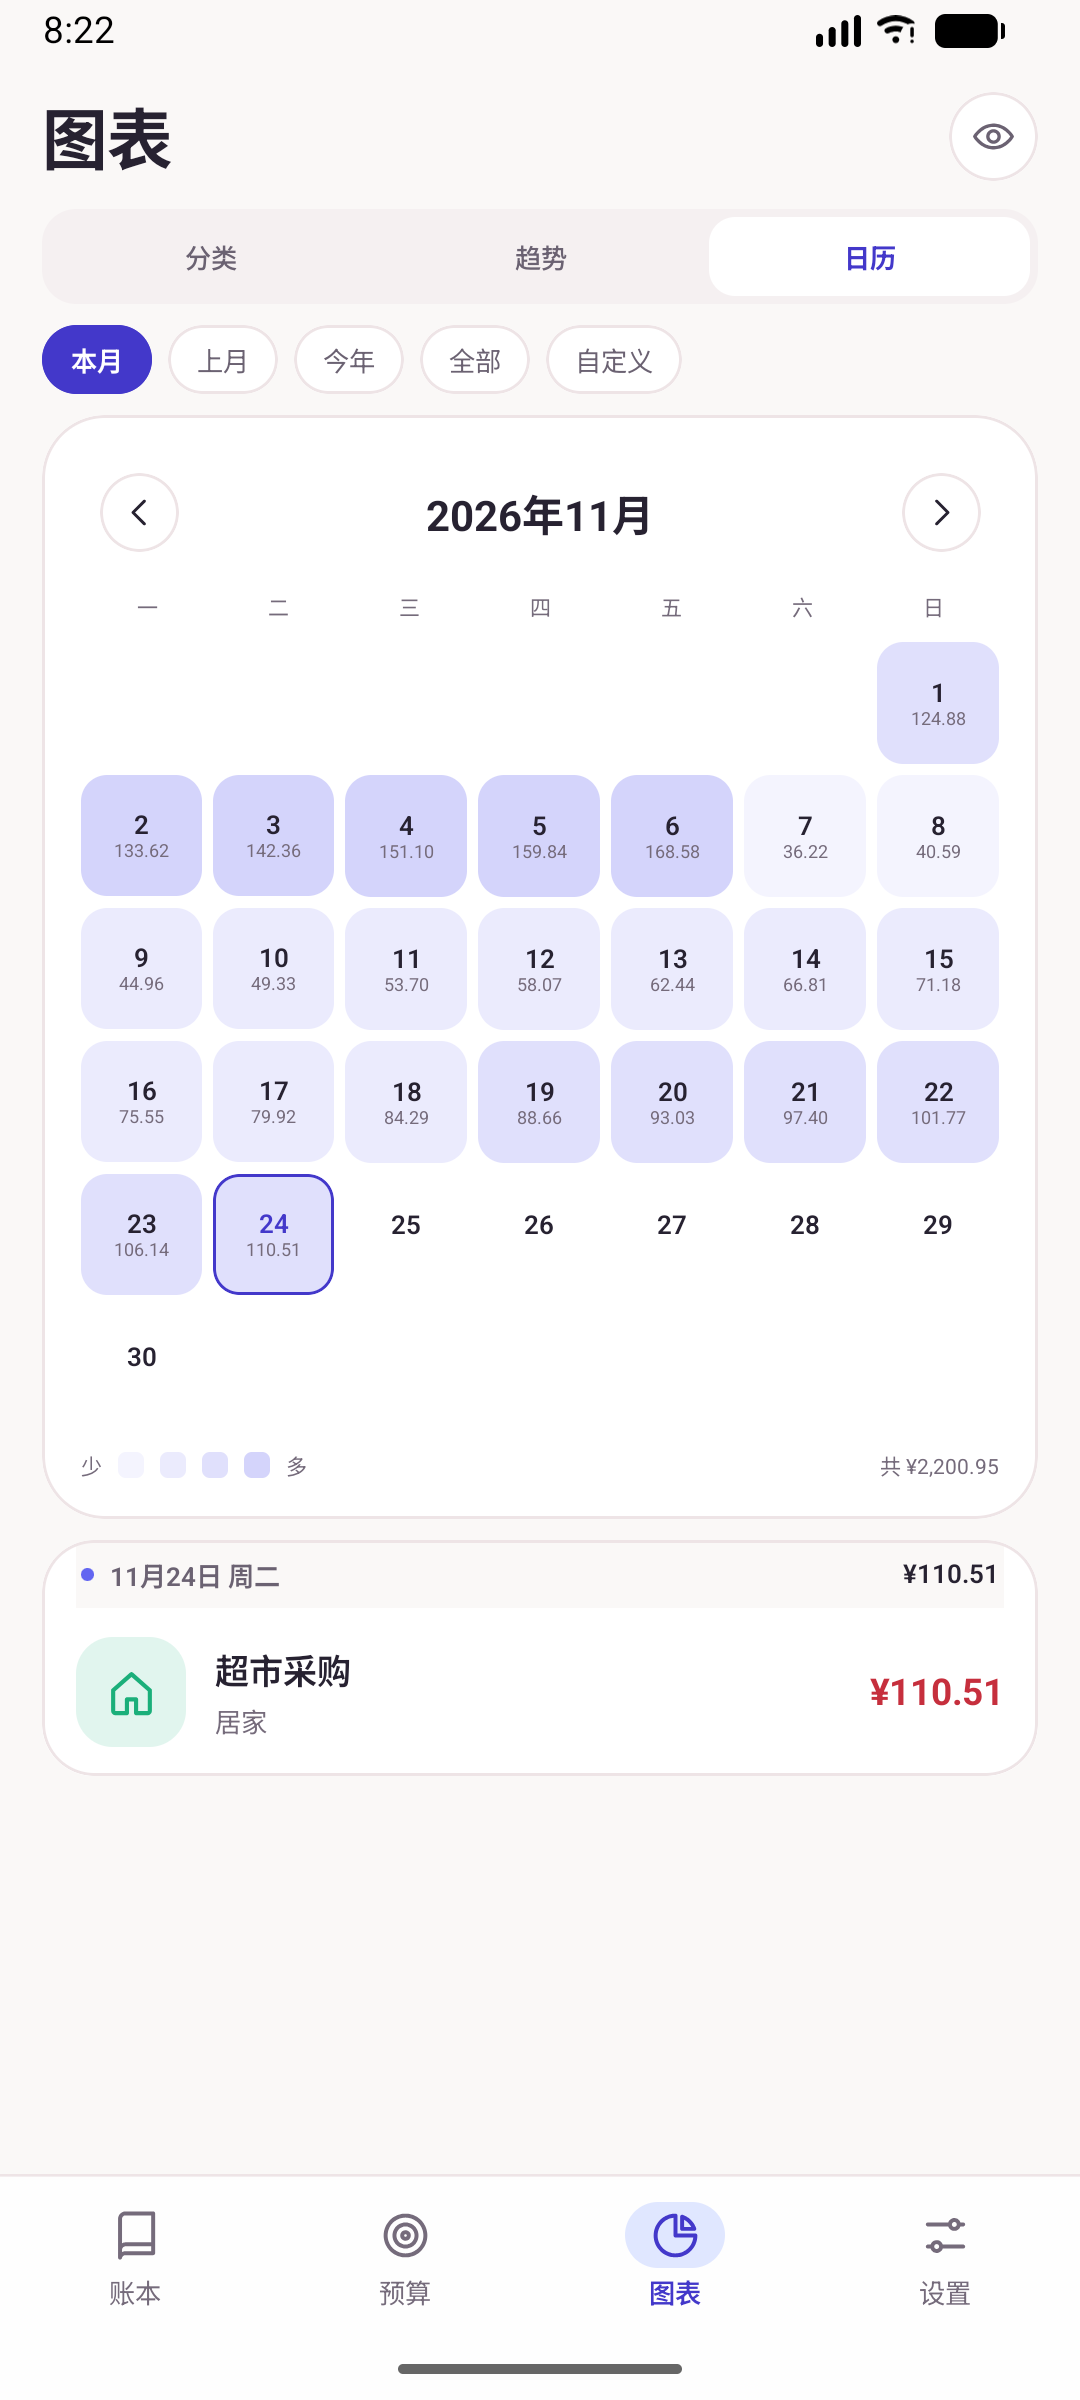 8:22
图表
分类 趋势 日历
本月 上月 今年 全部 自定义
2026年11月
一 二 三 四 五 六 日
1
124.88
2 3 4 5 6 7 8
133.62 142.36 151.10 159.84 168.58 36.22 40.59
9 10 11 12 13 14 15
44.96 49.33 53.70 58.07 62.44 66.81 71.18
16 17 18 19 20 21 22
75.55 79.92 84.29 88.66 93.03 97.40 101.77
23 24 25 26 27 28 29
106.14 110.51
30
少 多 共 ¥2,200.95
11月24日 周二 ¥110.51
超市采购 ¥110.51
居家
账本 预算 图表 设置